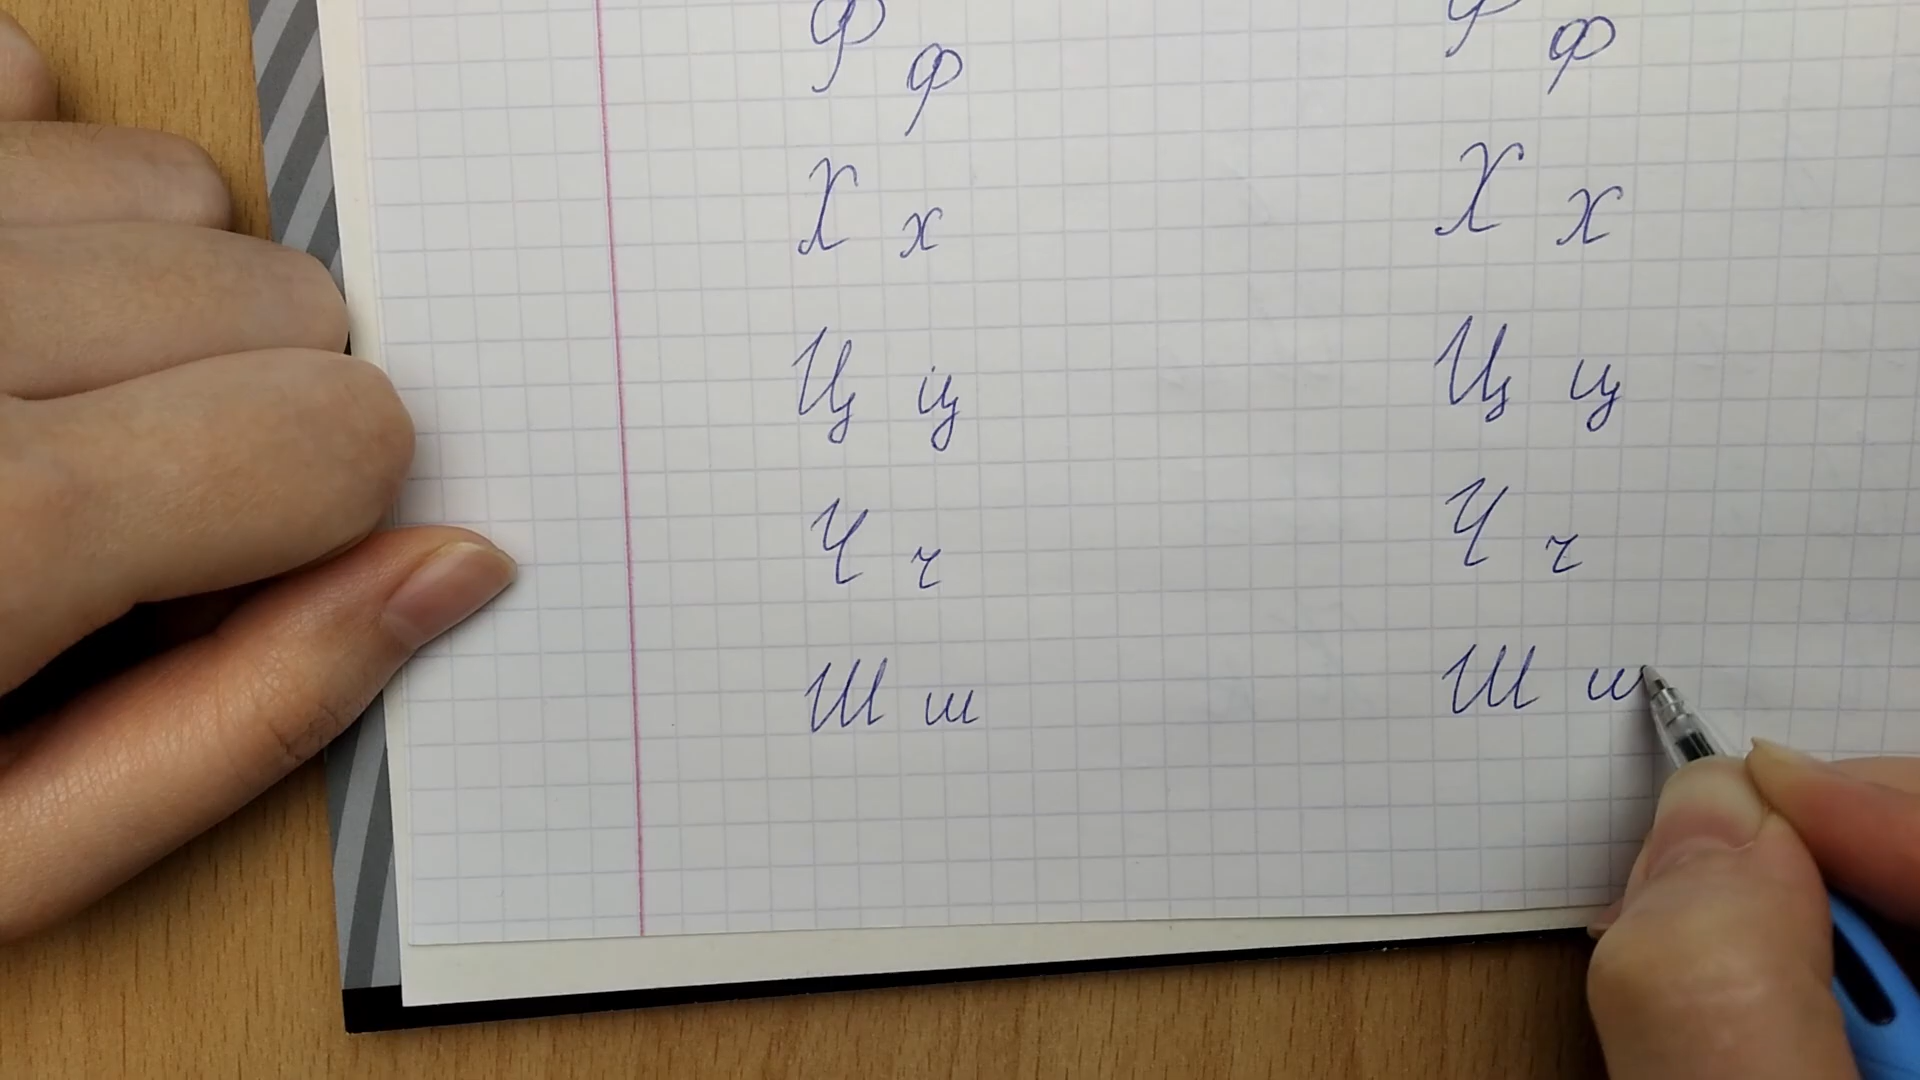 Ф ф Ф ф
Х х Х х
Ц ц Ц ц
Ч ч Ч ч
Ш ш Ш ш